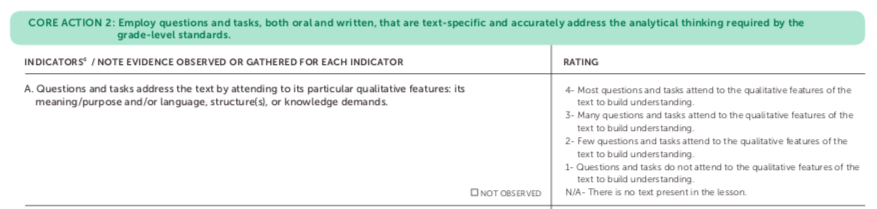 CORE ACTION 2: Employ questions and tasks, both oral and written, that are text-specific and accurately address the analytical thinking required by the
grade-level standards.
INDICATORS⁶ / NOTE EVIDENCE OBSERVED OR GATHERED FOR EACH INDICATOR
RATING
A. Questions and tasks address the text by attending to its particular qualitative features: its
meaning/purpose and/or language, structure(s), or knowledge demands.
☐ NOT OBSERVED
4- Most questions and tasks attend to the qualitative features of the
text to build understanding.
3- Many questions and tasks attend to the qualitative features of the
text to build understanding.
2- Few questions and tasks attend to the qualitative features of the
text to build understanding.
1- Questions and tasks do not attend to the qualitative features of the
text to build understanding.
N/A- There is no text present in the lesson.